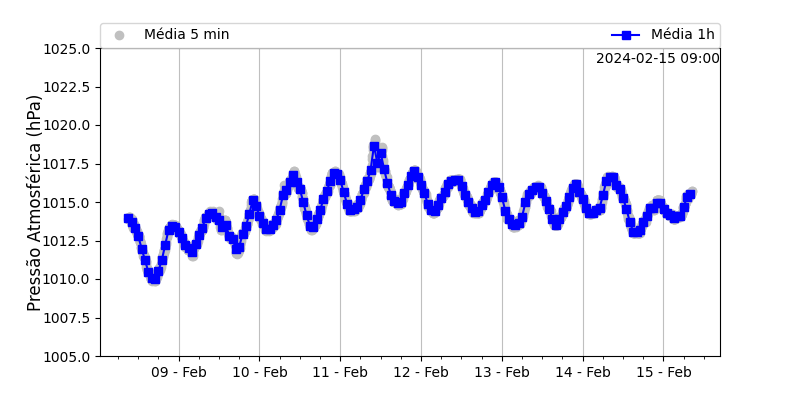 Média 5 min
Média 1h
2024-02-15 09:00
Pressão Atmosférica (hPa)
1025.0
1022.5
1020.0
1017.5
1015.0
1012.5
1010.0
1007.5
1005.0
09 - Feb
10 - Feb
11 - Feb
12 - Feb
13 - Feb
14 - Feb
15 - Feb